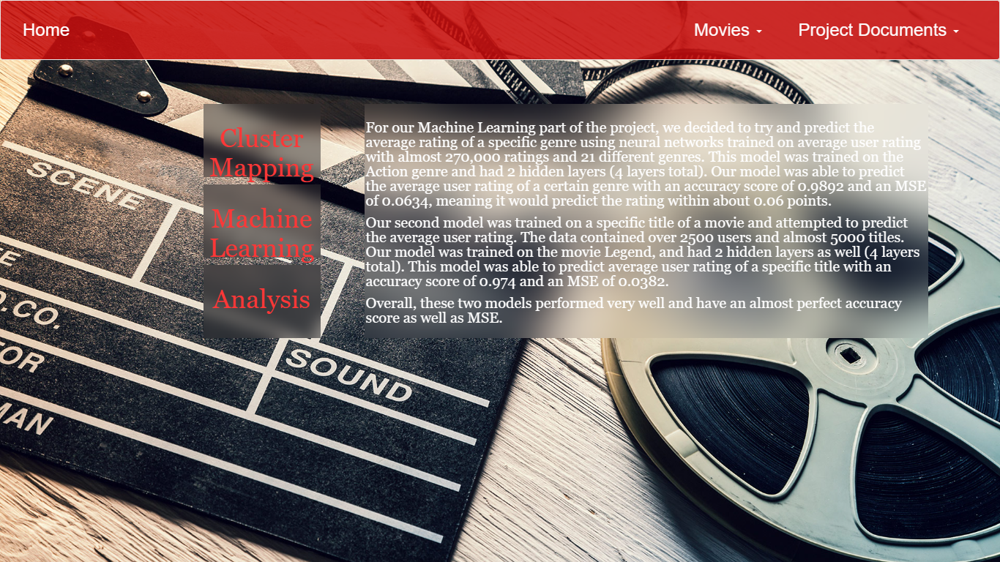 Home
Movies
Project Documents
Cluster
Mapping
Machine
Learning
Analysis
For our Machine Learning part of the project, we decided to try and predict the
average rating of a specific genre using neural networks trained on average user rating
with almost 270,000 ratings and 21 different genres. This model was trained on the
Action genre and had 2 hidden layers (4 layers total). Our model was able to predict
the average user rating of a certain genre with an accuracy score of 0.9892 and an MSE
of 0.0634, meaning it would predict the rating within about 0.06 points.
Our second model was trained on a specific title of a movie and attempted to predict
the average user rating. The data contained over 2500 users and almost 5000 titles.
Our model was trained on the movie Legend, and had 2 hidden layers as well (4 layers
total). This model was able to predict average user rating of a specific title with an
accuracy score of 0.974 and an MSE of 0.0382.
Overall, these two models performed very well and have an almost perfect accuracy
score as well as MSE.
SCENE
.CO.
SOUND